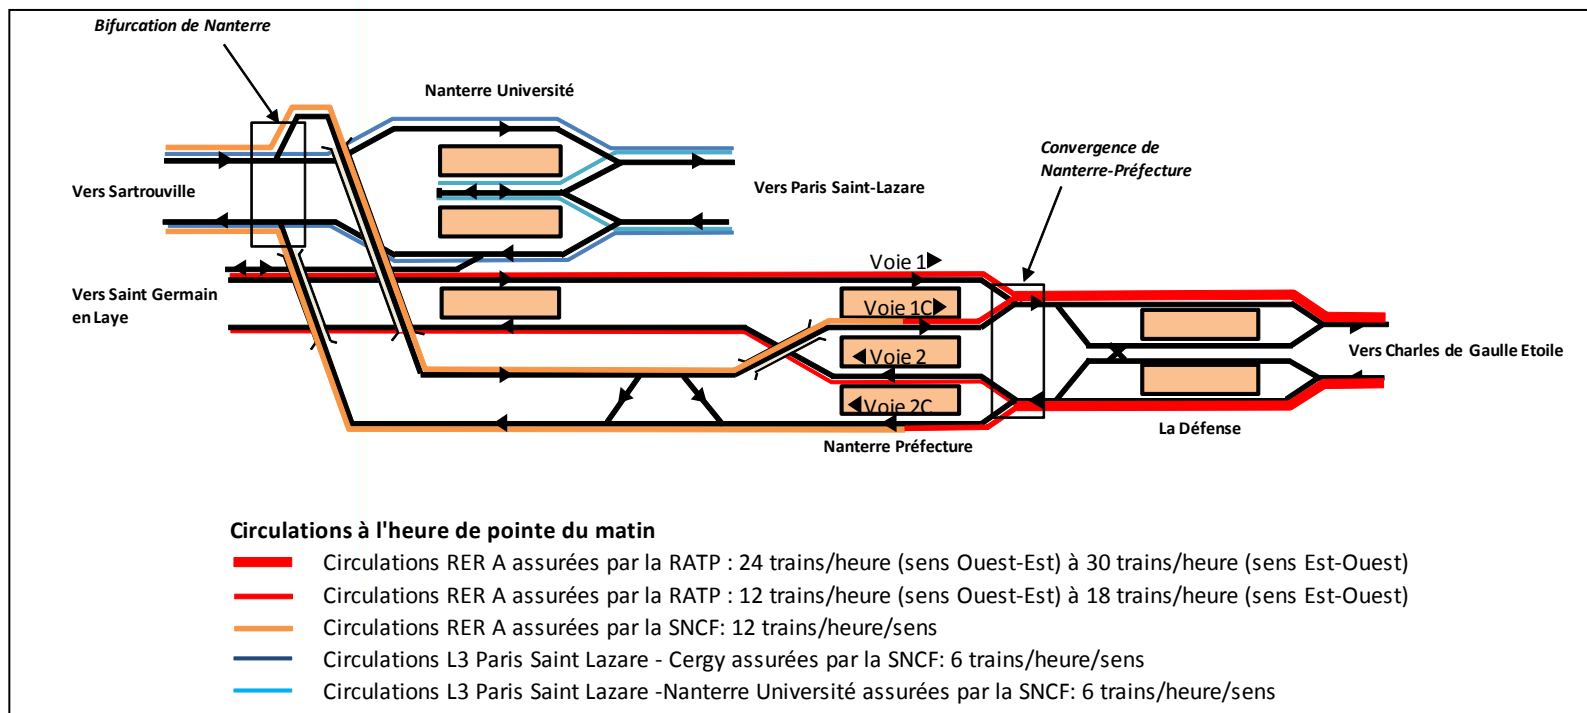 Bifurcation de Nanterre
Nanterre Université
Convergence de
Nanterre-Préfecture
Vers Sartrouville
Vers Paris Saint-Lazare
Voie 1
Vers Saint Germain
en Laye
Voie 1C
Voie 2
Vers Charles de Gaulle Etoile
Voie 2C
La Défense
Nanterre Préfecture
Circulations à l'heure de pointe du matin
Circulations RER A assurées par la RATP : 24 trains/heure (sens Ouest-Est) à 30 trains/heure (sens Est-Ouest)
Circulations RER A assurées par la RATP : 12 trains/heure (sens Ouest-Est) à 18 trains/heure (sens Est-Ouest)
Circulations RER A assurées par la SNCF: 12 trains/heure/sens
Circulations L3 Paris Saint Lazare - Cergy assurées par la SNCF: 6 trains/heure/sens
Circulations L3 Paris Saint Lazare -Nanterre Université assurées par la SNCF: 6 trains/heure/sens